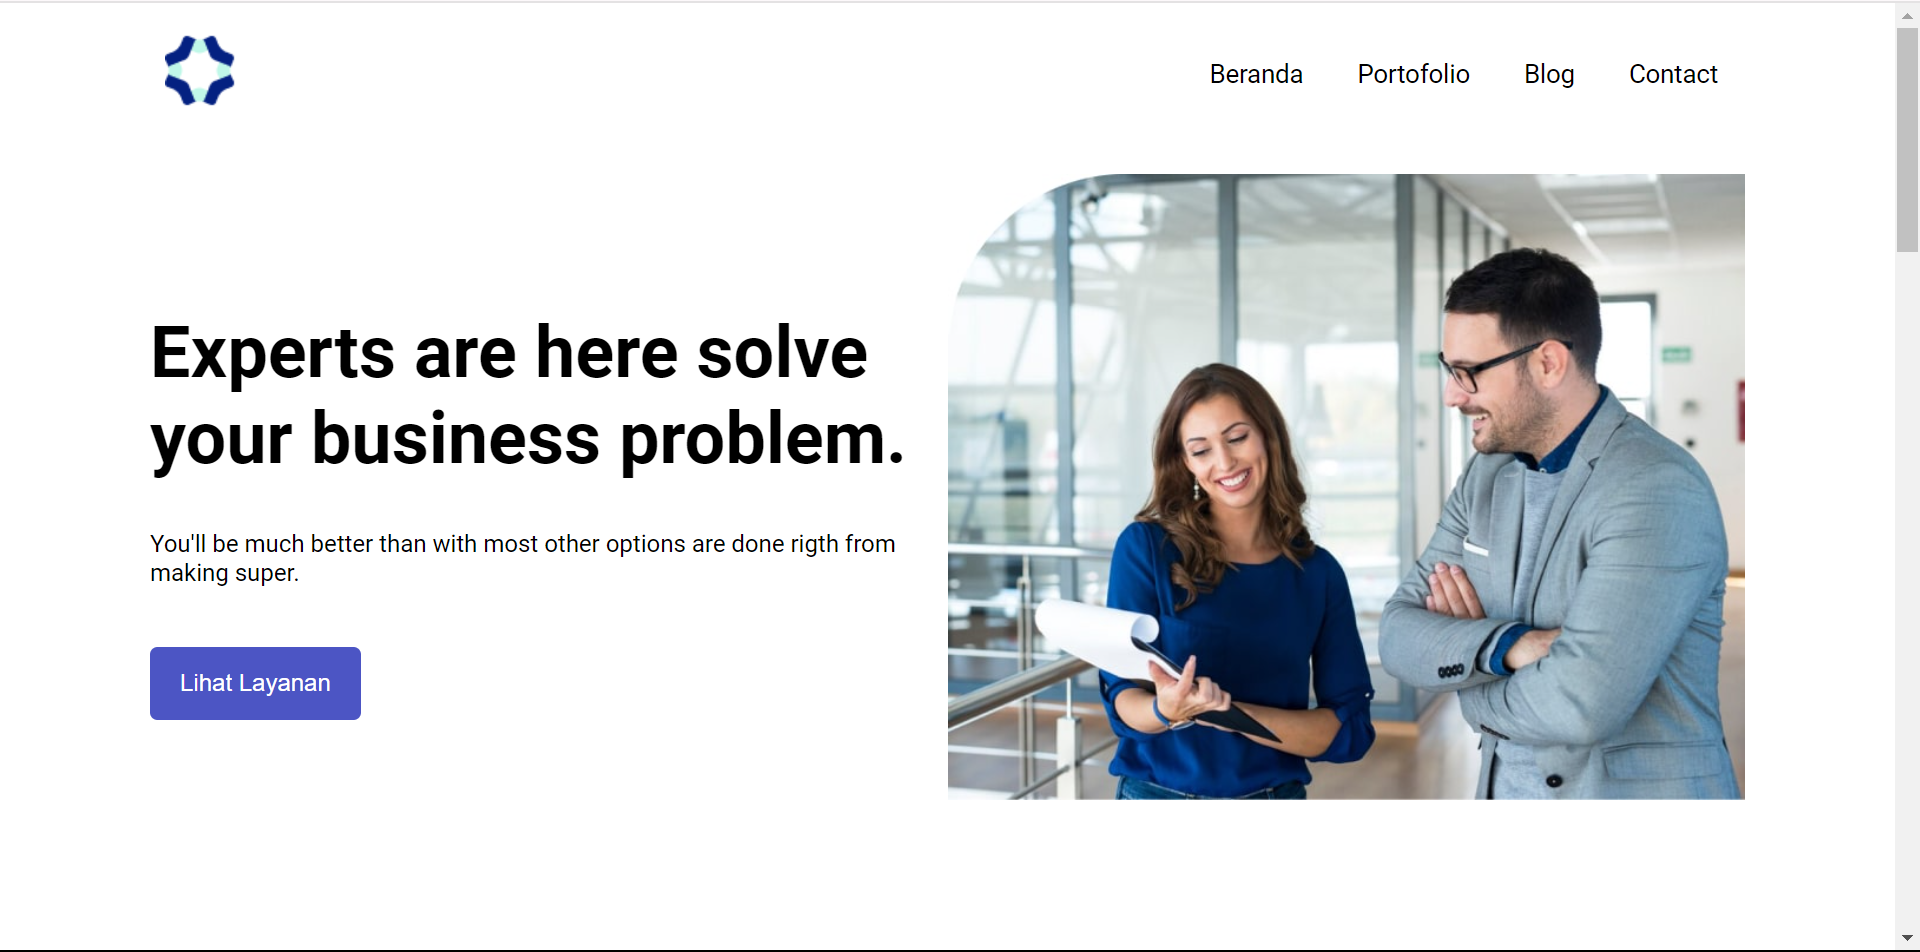 Beranda Portofolio Blog Contact
Experts are here solve
your business problem.
You'll be much better than with most other options are done rigth from
making super.
Lihat Layanan